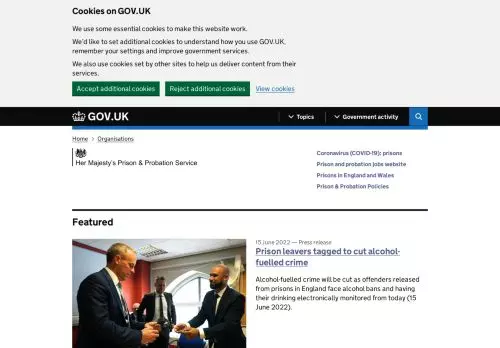 Cookies on GOV.UK
We use some essential cookies to make this website work.
We'd like to set additional cookies to understand how you use GOV.UK,
remember your settings and improve government services.
We also use cookies set by other sites to help us deliver content from their
services.
Accept additional cookies
Reject additional cookies
View cookies
GOV.UK
Topics
Government activity
Home
Organisations
Her Majesty's Prison & Probation Service
Coronavirus (COVID-19): prisons
Prison and probation jobs website
Prisons in England and Wales
Prison & Probation Policies
Featured
15 June 2022 — Press release
Prison leavers tagged to cut alcohol-
fuelled crime
Alcohol-fuelled crime will be cut as offenders released
from prisons in England face alcohol bans and having
their drinking electronically monitored from today (15
June 2022).